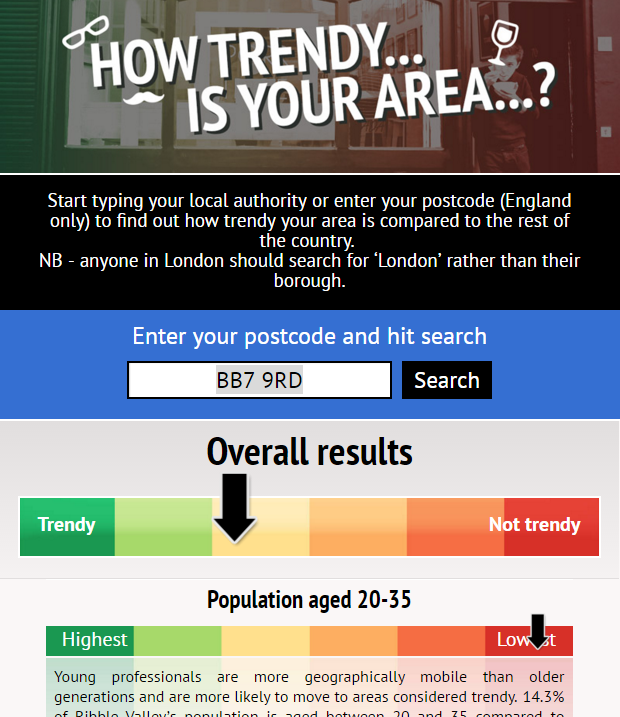 HOW TRENDY...
IS YOUR AREA...?
Start typing your local authority or enter your postcode (England
only) to find out how trendy your area is compared to the rest of
the country.
NB - anyone in London should search for ‘London’ rather than their
borough.
Enter your postcode and hit search
BB7 9RD Search
Overall results
Trendy Not trendy
Population aged 20-35
Highest Lowest
Young professionals are more geographically mobile than older
generations and are more likely to move to areas considered trendy. 14.3%
of Ribble Valley's population is aged between 20 and 35 compared to